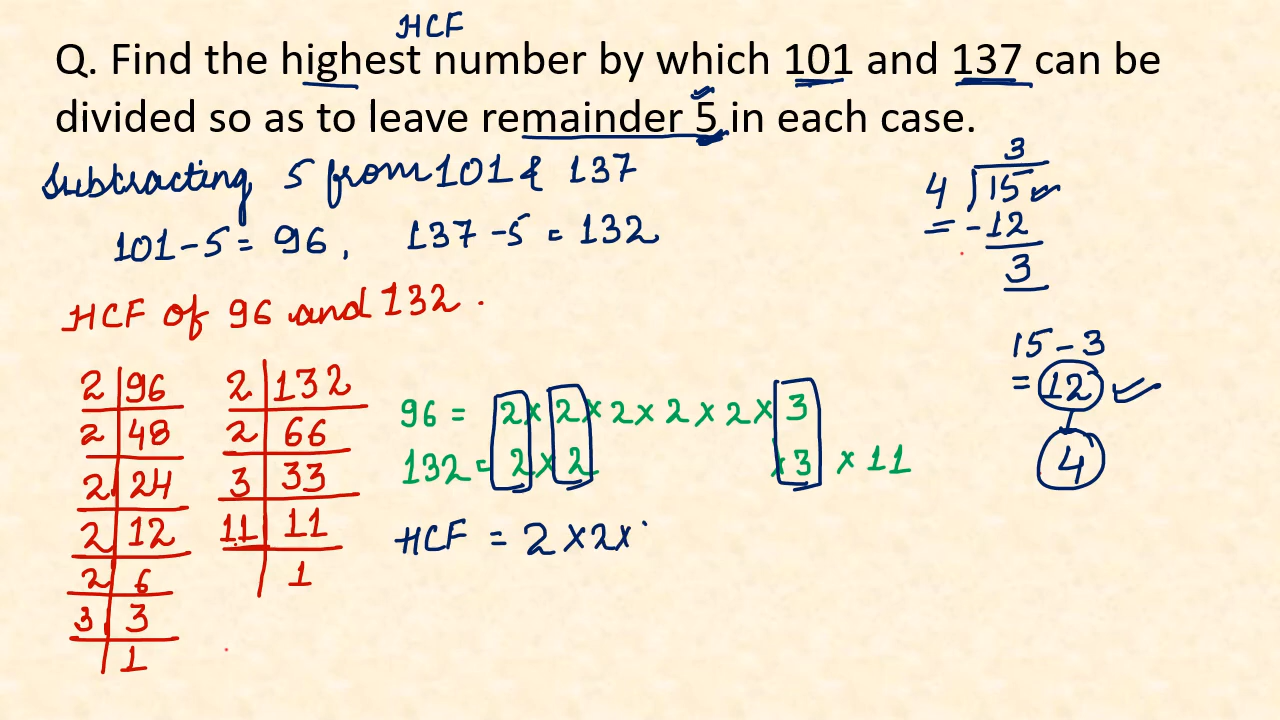 HCF
Q. Find the highest number by which 101 and 137 can be
divided so as to leave remainder 5 in each case.
Subtracting 5 from 101 & 137
101 - 5 = 96, 137 - 5 = 132
HCF of 96 and 132.
2 | 96
2 | 48
2 | 24
2 | 12
2 | 6
3 | 3
1
2 | 132
2 | 66
3 | 33
11 | 11
1
96 = 2 × 2 × 2 × 2 × 2 × 3
132 = 2 × 2 × 3 × 11
HCF = 2 × 2 ×
3
4 ) 15
= - 12
3
15 - 3
= 12
4